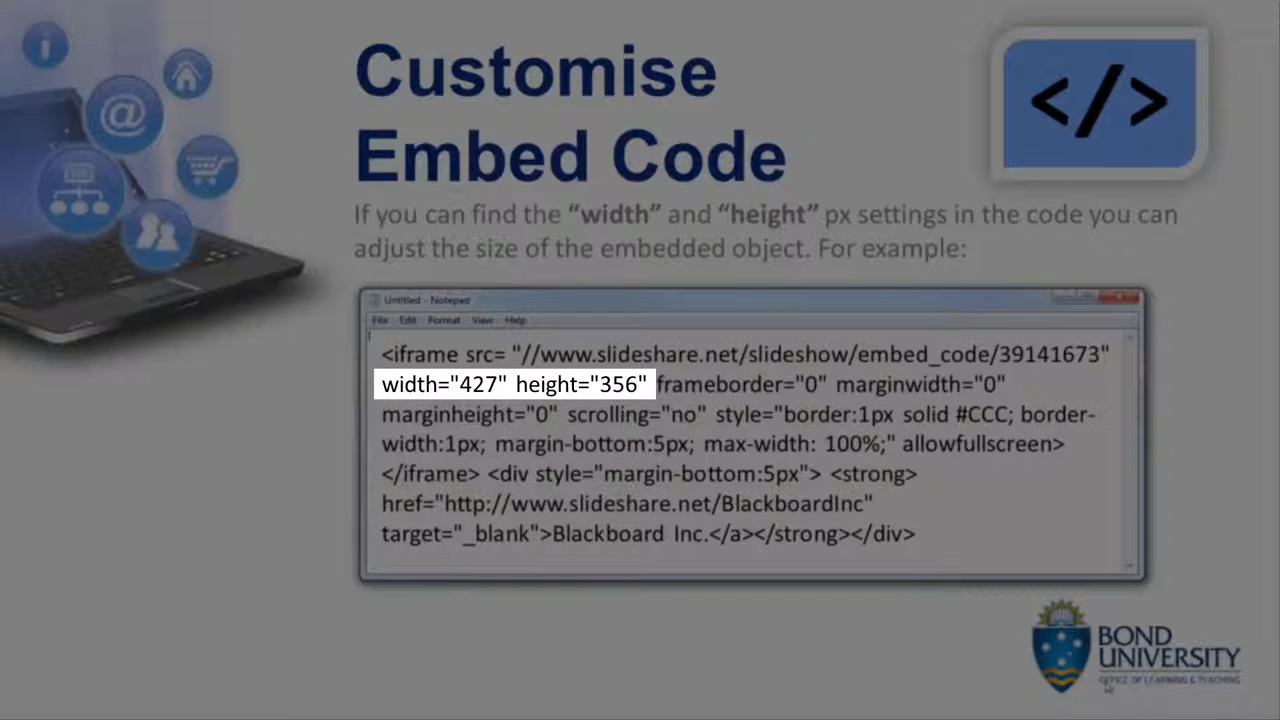 Customise
Embed Code
</>
If you can find the “width” and “height” px settings in the code you can
adjust the size of the embedded object. For example:
Untitled - Notepad
File Edit Format View Help
<iframe src= "//www.slideshare.net/slideshow/embed_code/39141673"
width="427" height="356" frameborder="0" marginwidth="0"
marginheight="0" scrolling="no" style="border:1px solid #CCC; border-
width:1px; margin-bottom:5px; max-width: 100%;" allowfullscreen>
</iframe> <div style="margin-bottom:5px"> <strong>
href="http://www.slideshare.net/BlackboardInc"
target="_blank">Blackboard Inc.</a></strong></div>
BOND
UNIVERSITY
OFFICE OF LEARNING & TEACHING